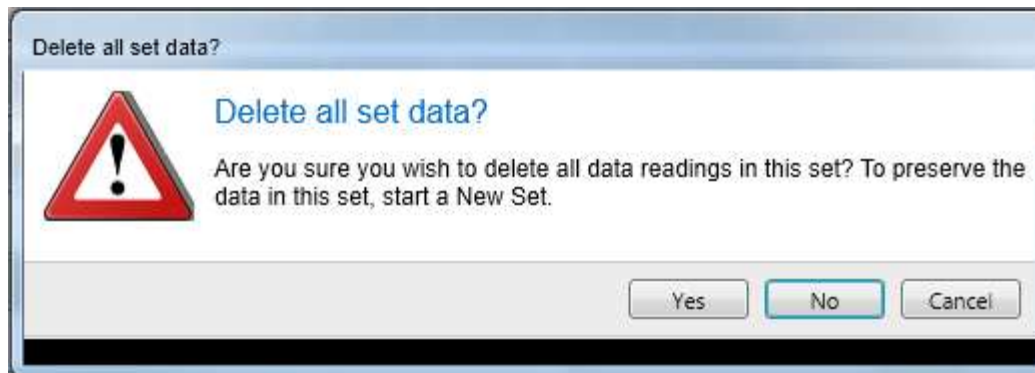 Delete all set data?
Delete all set data?
Are you sure you wish to delete all data readings in this set? To preserve the
data in this set, start a New Set.
Yes No Cancel